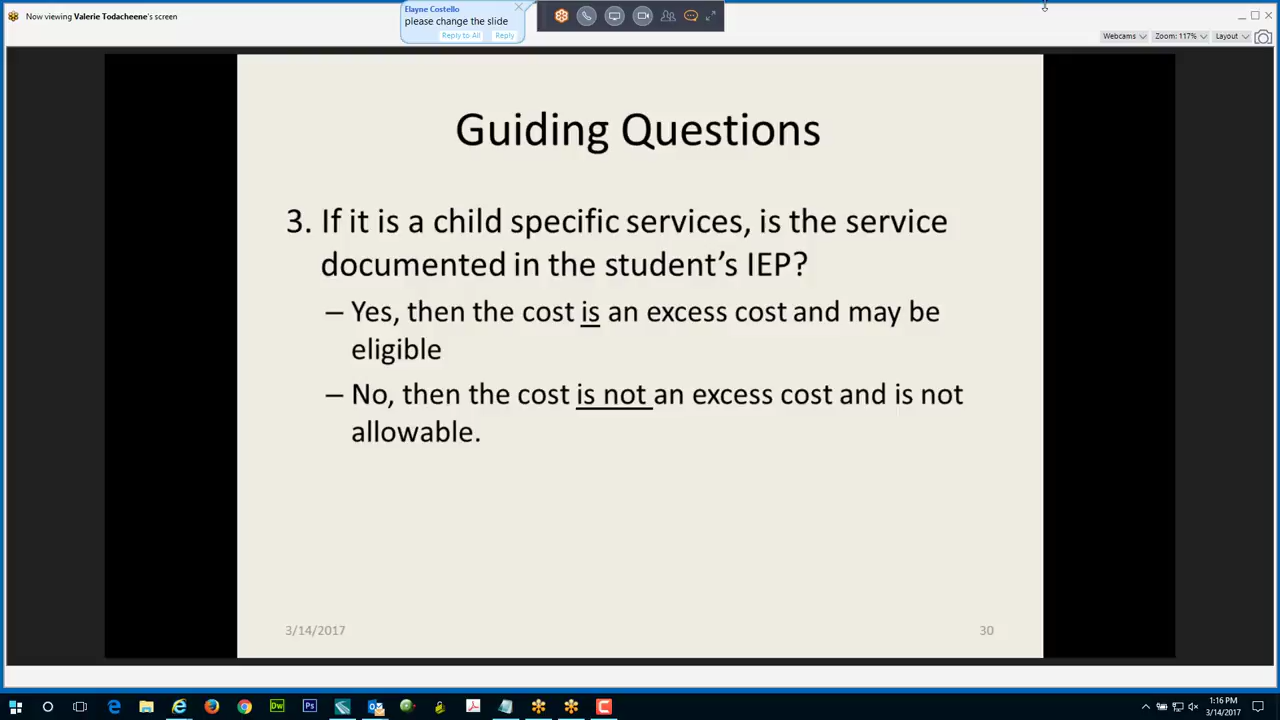 Now viewing Valerie Todacheene's screen
Elayne Costello
please change the slide
Reply to All Reply
Webcams Zoom: 117% Layout
Guiding Questions
3. If it is a child specific services, is the service
documented in the student's IEP?
– Yes, then the cost is an excess cost and may be
eligible
– No, then the cost is not an excess cost and is not
allowable.
3/14/2017 30
Dw Ps
1:16 PM
3/14/2017